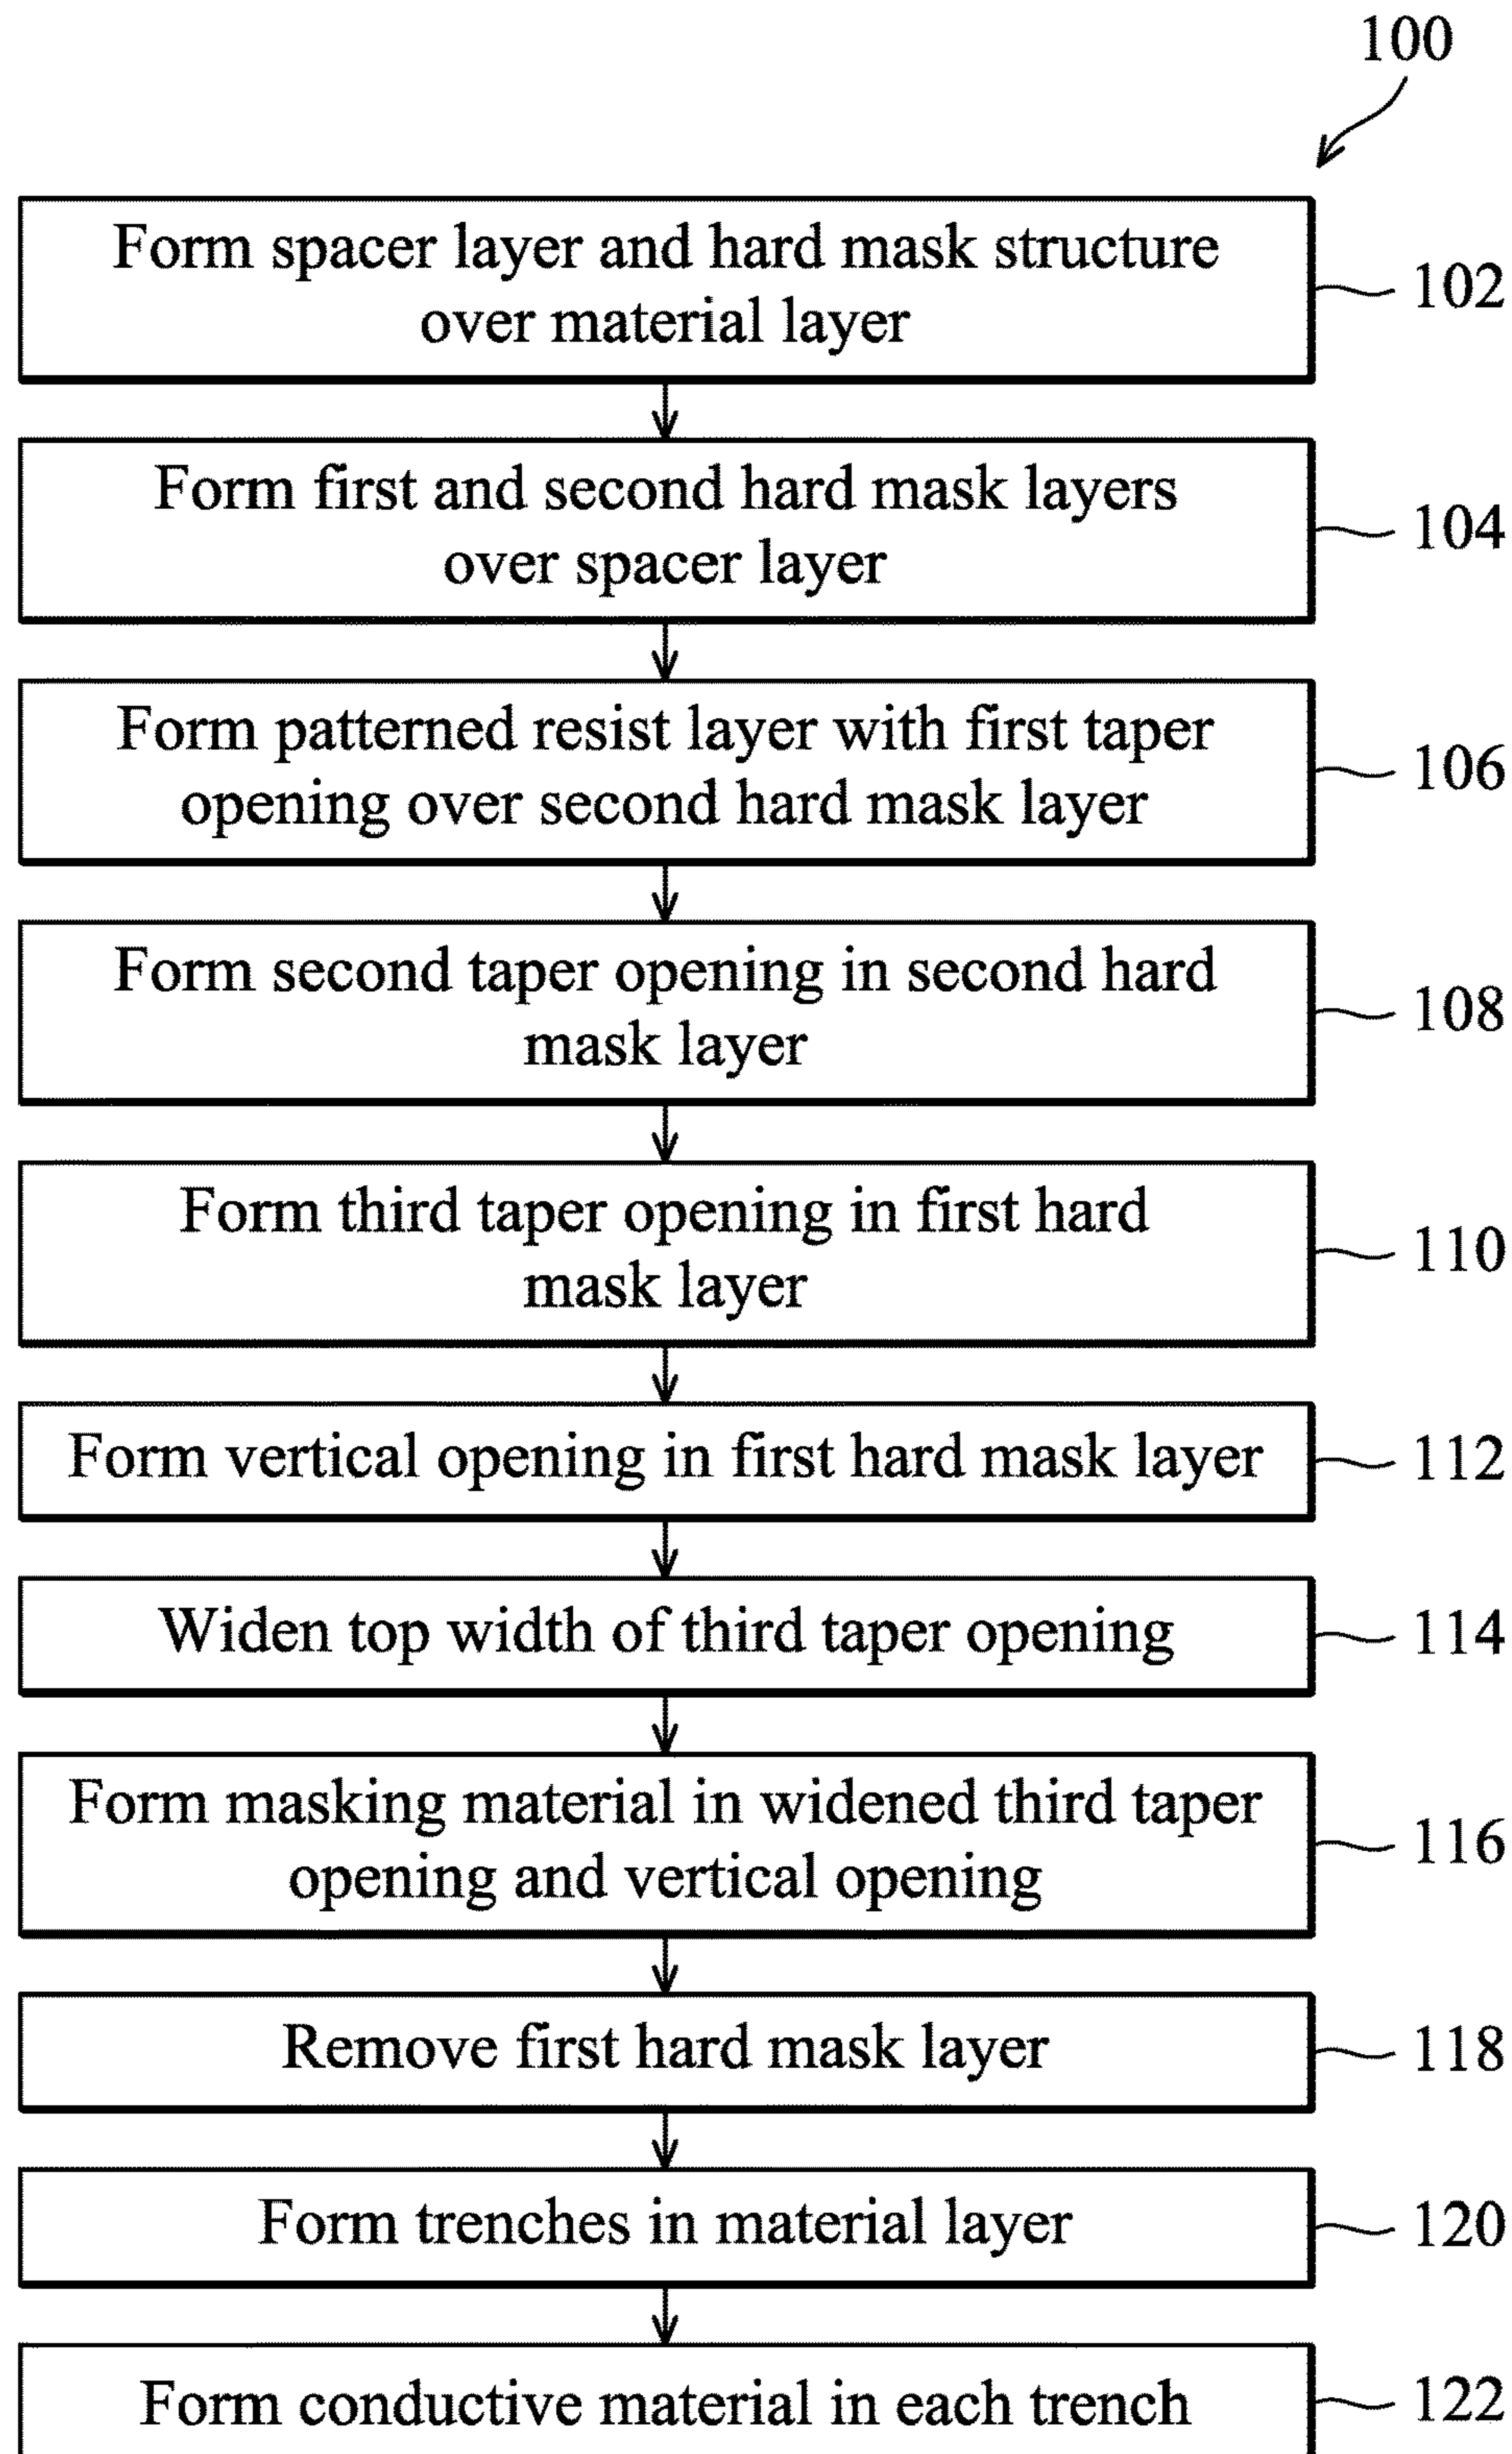 100
Form spacer layer and hard mask structure
over material layer
102
Form first and second hard mask layers
over spacer layer
104
Form patterned resist layer with first taper
opening over second hard mask layer
106
Form second taper opening in second hard
mask layer
108
Form third taper opening in first hard
mask layer
110
Form vertical opening in first hard mask layer
112
Widen top width of third taper opening
114
Form masking material in widened third taper
opening and vertical opening
116
Remove first hard mask layer
118
Form trenches in material layer
120
Form conductive material in each trench
122